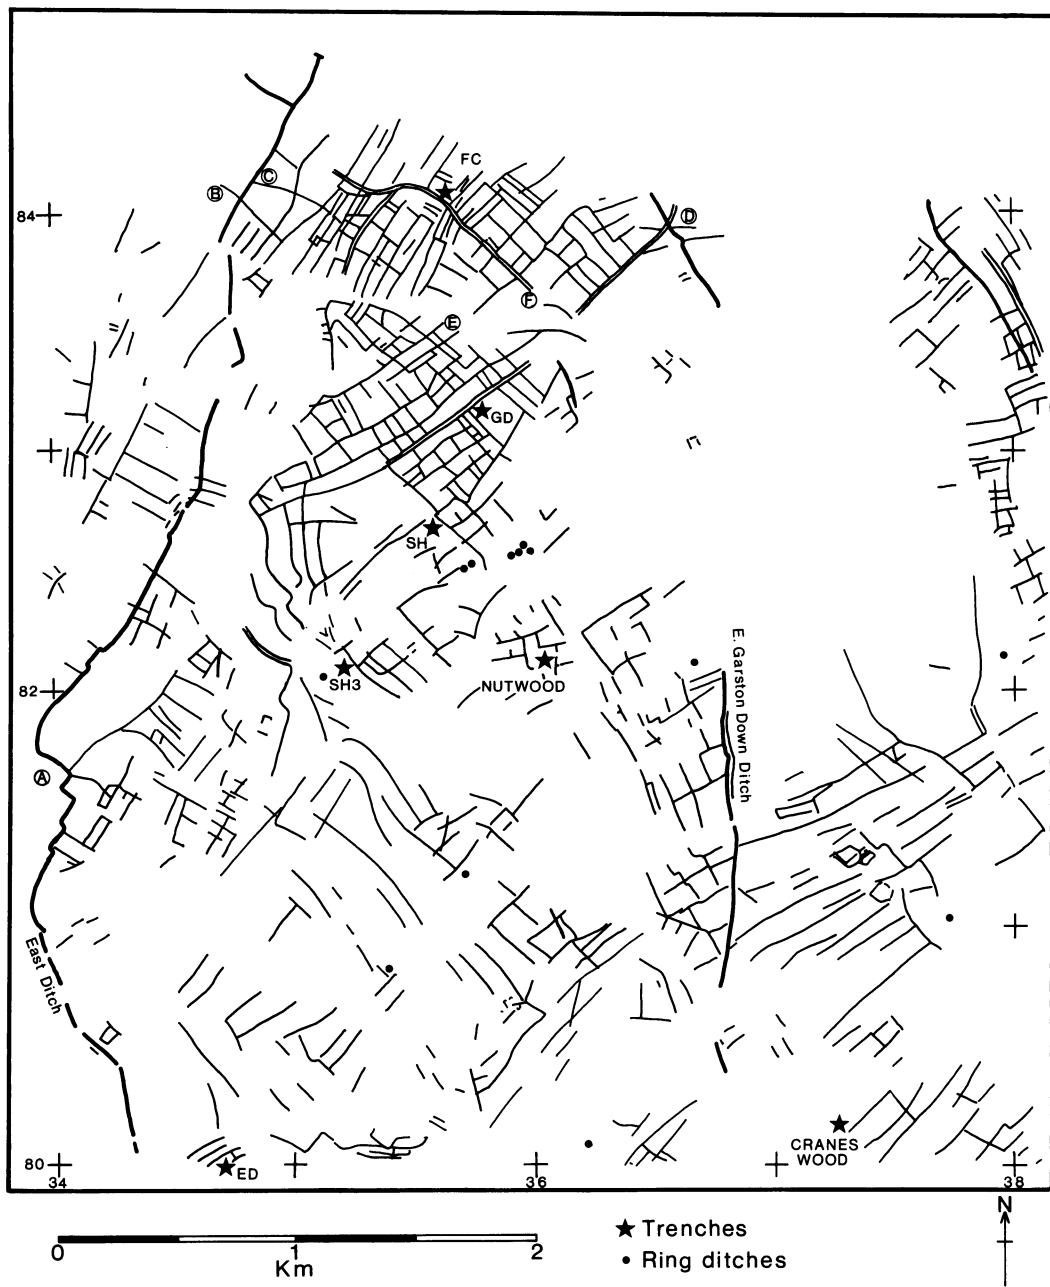 FC
B
C
84
D
F
E
GD
SH
82
SH3
NUTWOOD
E. Garston Down Ditch
A
East Ditch
CRANES
WOOD
80
ED
34
36
38
N
0
1
2
Km
Trenches
Ring ditches